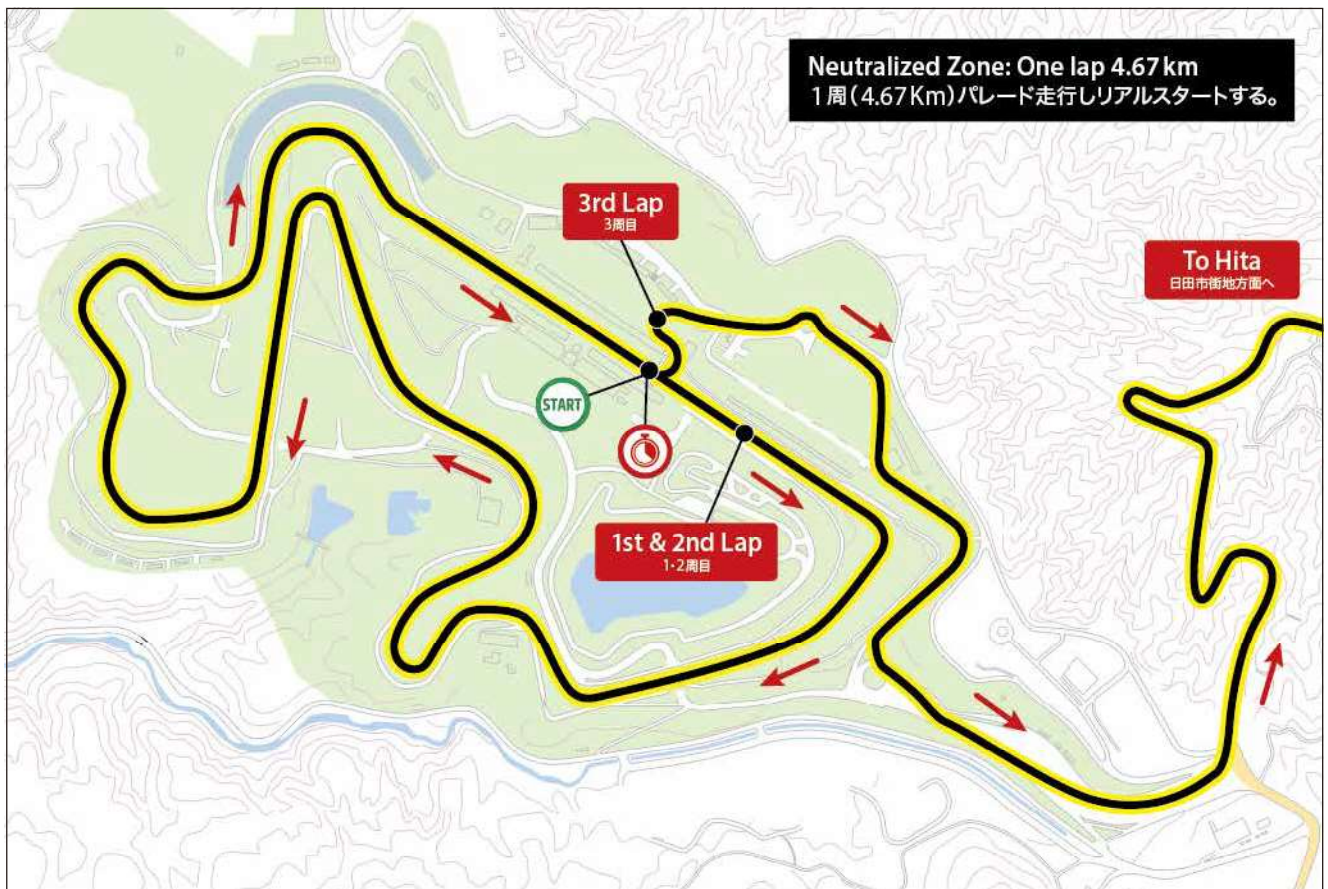 Neutralized Zone: One lap 4.67 km
1周(4.67Km)パレード走行しリアルスタートする。
3rd Lap
3周目
To Hita
日田市街地方面へ
START
1st & 2nd Lap
1・2周目